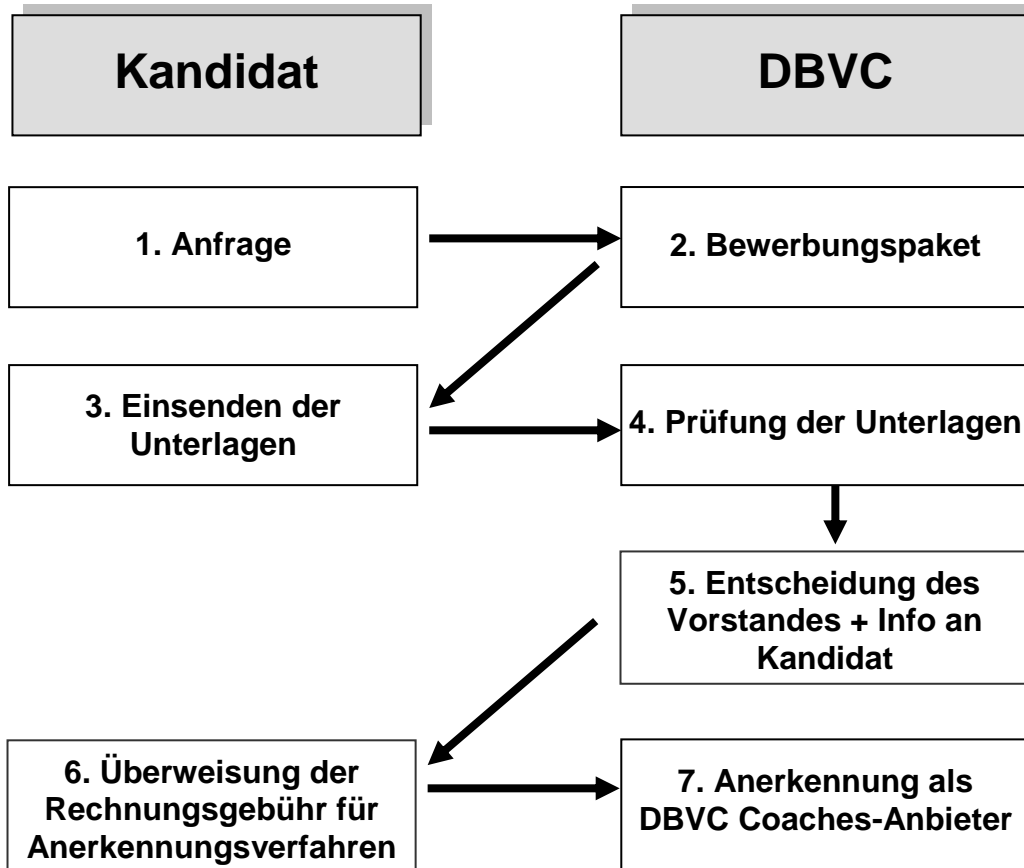 Kandidat
DBVC
1. Anfrage
2. Bewerbungspaket
3. Einsenden der
Unterlagen
4. Prüfung der Unterlagen
5. Entscheidung des
Vorstandes + Info an
Kandidat
6. Überweisung der
Rechnungsgebühr für
Anerkennungsverfahren
7. Anerkennung als
DBVC Coaches-Anbieter